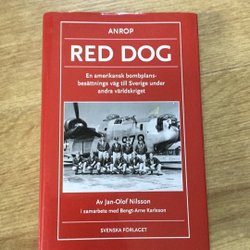 ANROP
RED DOG
En amerikansk bombplans-
besättnings väg till Sverige under
andra världskriget
Av Jan-Olof Nilsson
i samarbete med Bengt-Arne Karlsson
SVENSKA FÖRLAGET